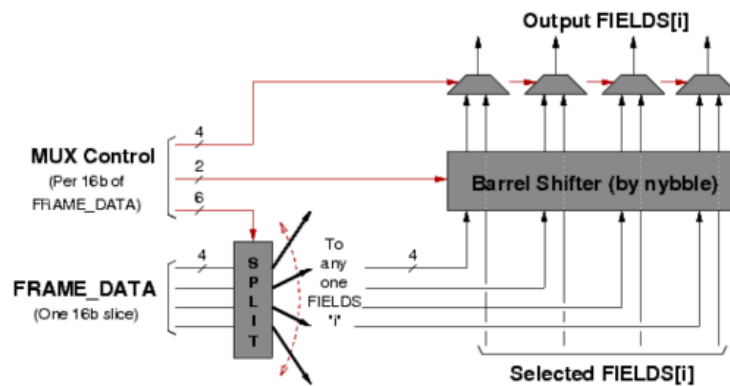 Output FIELDS[i]
4
MUX Control
(Per 16b of
FRAME_DATA)
2
6
Barrel Shifter (by nybble)
4
FRAME_DATA
(One 16b slice)
S
P
L
I
T
To
any
one
FIELDS
"i"
4
Selected FIELDS[i]